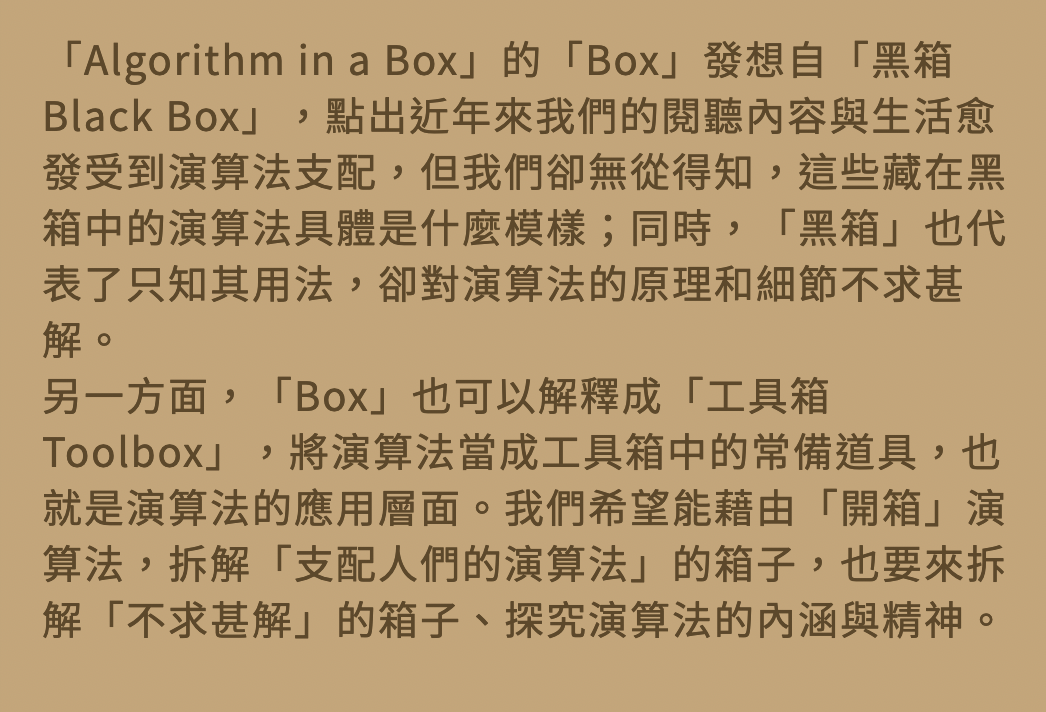 「Algorithm in a Box」的「Box」發想自「黑箱
Black Box」，點出近年來我們的閱聽內容與生活愈
發受到演算法支配，但我們卻無從得知，這些藏在黑
箱中的演算法具體是什麼模樣；同時，「黑箱」也代
表了只知其用法，卻對演算法的原理和細節不求甚
解。
另一方面，「Box」也可以解釋成「工具箱
Toolbox」，將演算法當成工具箱中的常備道具，也
就是演算法的應用層面。我們希望能藉由「開箱」演
算法，拆解「支配人們的演算法」的箱子，也要來拆
解「不求甚解」的箱子、探究演算法的內涵與精神。